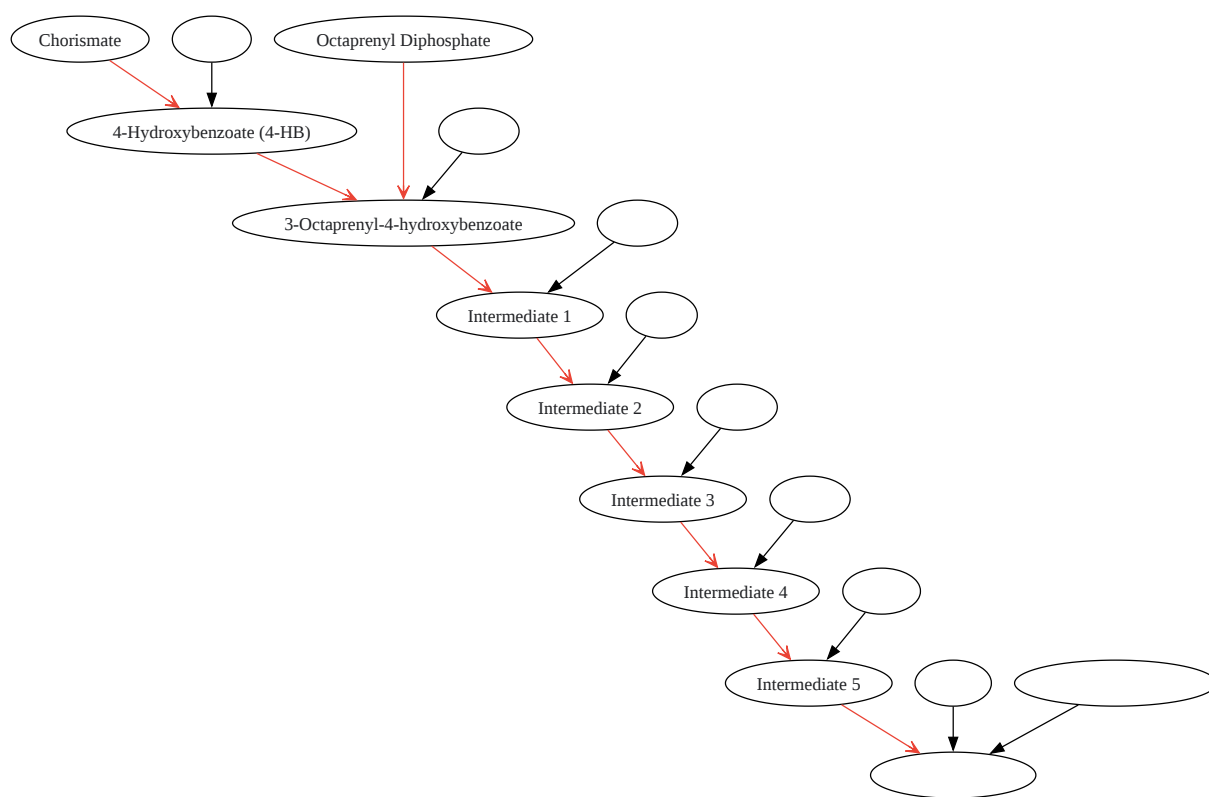 Chorismate
Octaprenyl Diphosphate
4-Hydroxybenzoate (4-HB)
3-Octaprenyl-4-hydroxybenzoate
Intermediate 1
Intermediate 2
Intermediate 3
Intermediate 4
Intermediate 5